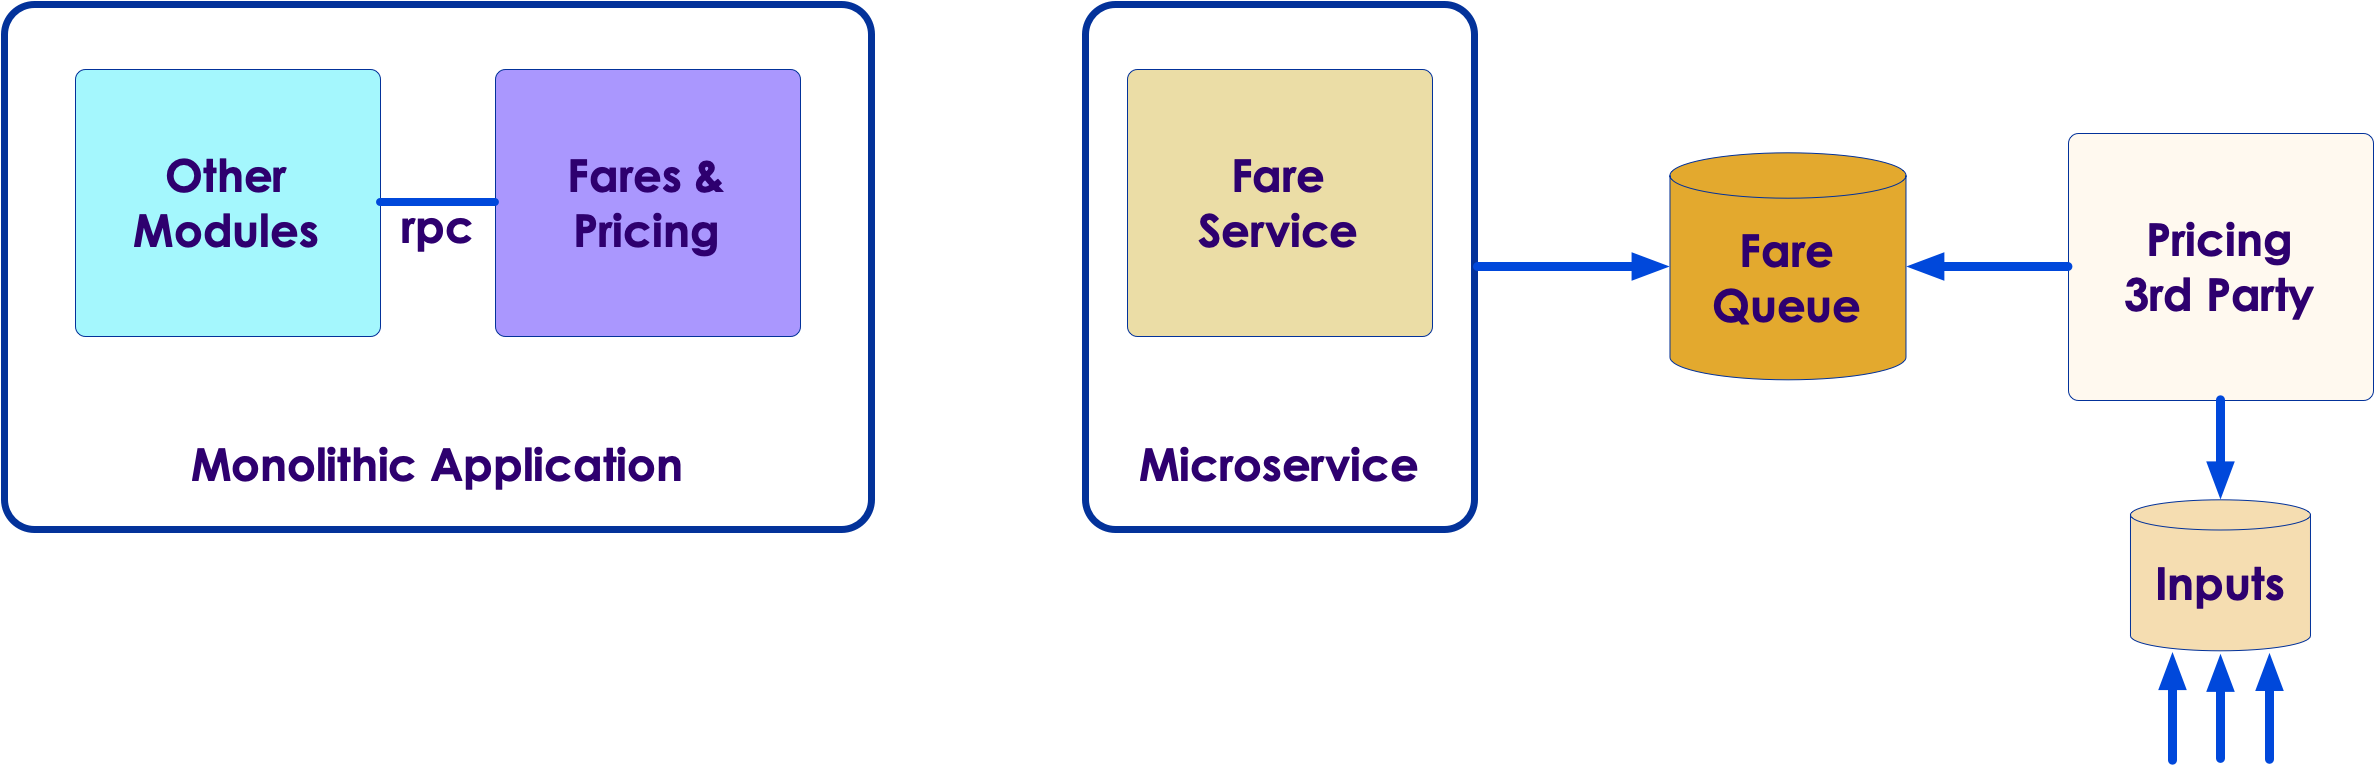 Other
Modules
rpc
Fares &
Pricing
Monolithic Application
Fare
Service
Microservice
Fare
Queue
Pricing
3rd Party
Inputs